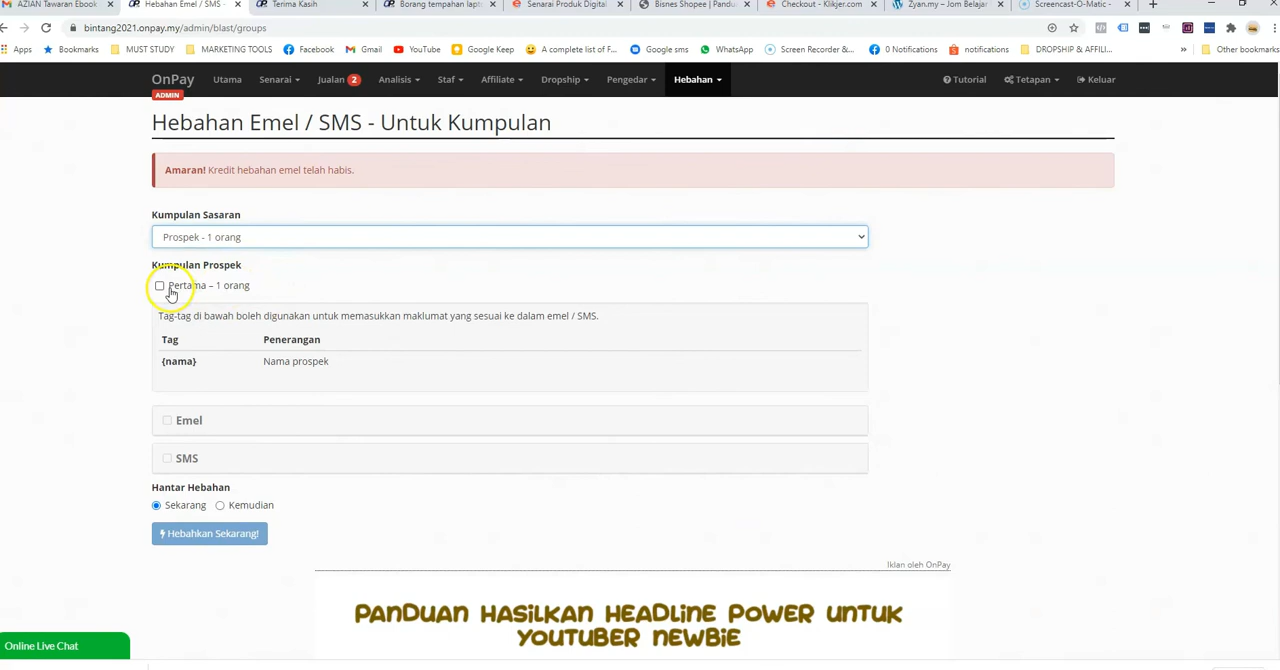 AZIAN Tawaran Ebook
Hebahan Emel / SMS -
Terima Kasih
Borang tempahan lapt
Senarai Produk Digital
Bisnes Shopee | Pandu
Checkout - Klikjer.com
Zyan.my – Jom Belajar
Screencast-O-Matic -
bintang2021.onpay.my/admin/blast/groups
Apps
Bookmarks
MUST STUDY
MARKETING TOOLS
Facebook
Gmail
YouTube
Google Keep
A complete list of F...
Google sms
WhatsApp
Screen Recorder &...
0 Notifications
notifications
DROPSHIP & AFFILI...
»
Other bookmarks
OnPay
ADMIN
Utama
Senarai
Jualan 2
Analisis
Staf
Affiliate
Dropship
Pengedar
Hebahan
Tutorial
Tetapan
Keluar
Hebahan Emel / SMS - Untuk Kumpulan
Amaran! Kredit hebahan emel telah habis.
Kumpulan Sasaran
Prospek - 1 orang
Kumpulan Prospek
Pertama – 1 orang
Tag-tag di bawah boleh digunakan untuk memasukkan maklumat yang sesuai ke dalam emel / SMS.
Tag Penerangan
{nama} Nama prospek
Emel
SMS
Hantar Hebahan
Sekarang Kemudian
Hebahkan Sekarang!
Iklan oleh OnPay
PANDUAN HASILKAN HEADLINE POWER UNTUK
YOUTUBER NEWBIE
Online Live Chat